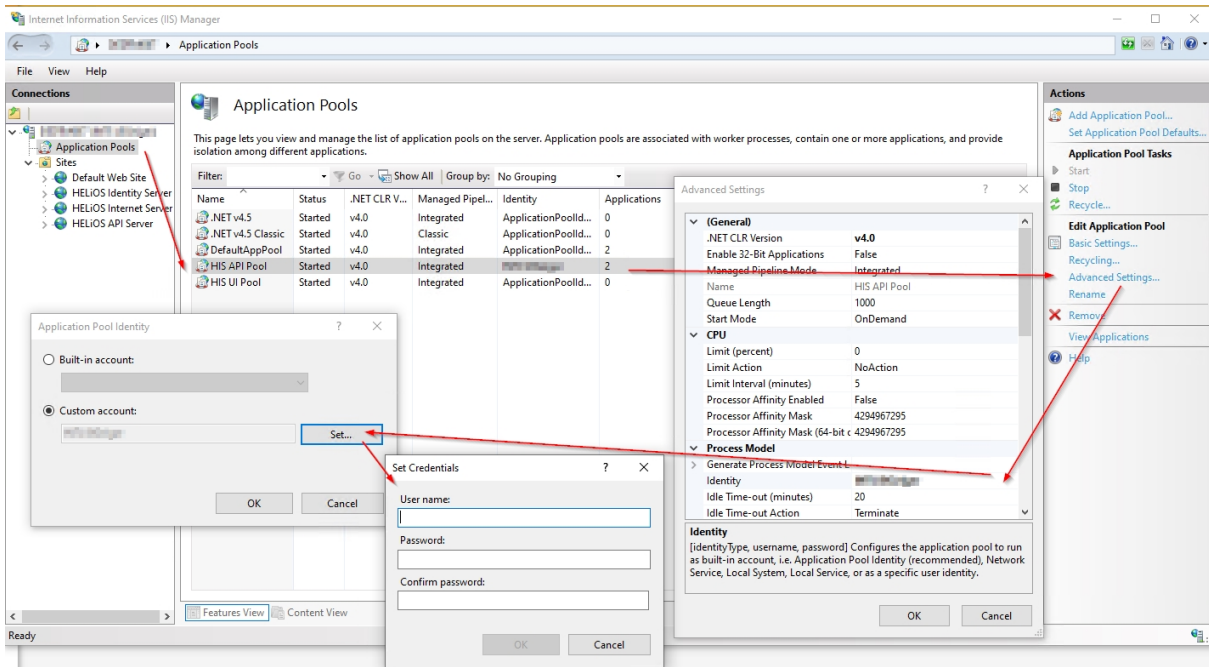 Internet Information Services (IIS) Manager
Application Pools
File View Help
Connections
Application Pools
Sites
Default Web Site
HELiOS Identity Server
HELiOS Internet Server
HELiOS API Server
Application Pools
This page lets you view and manage the list of application pools on the server. Application pools are associated with worker processes, contain one or more applications, and provide
isolation among different applications.
Filter: Go Show All Group by: No Grouping
Name Status .NET CLR V... Managed Pipel... Identity Applications
.NET v4.5 Started v4.0 Integrated ApplicationPoolId... 0
.NET v4.5 Classic Started v4.0 Classic ApplicationPoolId... 0
DefaultAppPool Started v4.0 Integrated ApplicationPoolId... 2
HIS API Pool Started v4.0 Integrated 2
HIS UI Pool Started v4.0 Integrated ApplicationPoolId... 0
Application Pool Identity ?
Built-in account:
Custom account:
Set...
OK Cancel
Set Credentials ?
User name:
Password:
Confirm password:
OK Cancel
Advanced Settings ?
(General)
.NET CLR Version v4.0
Enable 32-Bit Applications False
Managed Pipeline Mode Integrated
Name HIS API Pool
Queue Length 1000
Start Mode OnDemand
CPU
Limit (percent) 0
Limit Action NoAction
Limit Interval (minutes) 5
Processor Affinity Enabled False
Processor Affinity Mask 4294967295
Processor Affinity Mask (64-bit c 4294967295
Process Model
Generate Process Model Event L
Identity
Idle Time-out (minutes) 20
Idle Time-out Action Terminate
Identity
[identityType, username, password] Configures the application pool to run
as built-in account, i.e. Application Pool Identity (recommended), Network
Service, Local System, Local Service, or as a specific user identity.
OK Cancel
Actions
Add Application Pool...
Set Application Pool Defaults...
Application Pool Tasks
Start
Stop
Recycle...
Edit Application Pool
Basic Settings...
Recycling...
Advanced Settings...
Rename
Remove
View Applications
Help
Features View Content View
Ready